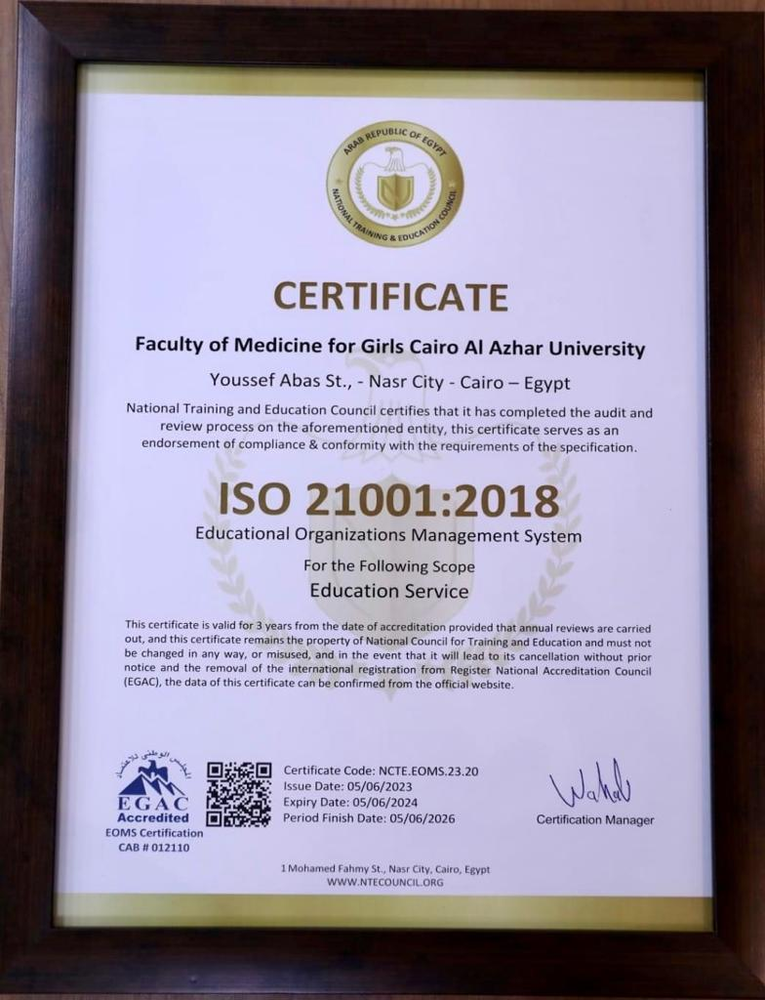 ARAB REPUBLIC OF EGYPT
NATIONAL TRAINING & EDUCATION COUNCIL
CERTIFICATE
Faculty of Medicine for Girls Cairo Al Azhar University
Youssef Abas St., - Nasr City - Cairo – Egypt
National Training and Education Council certifies that it has completed the audit and
review process on the aforementioned entity, this certificate serves as an
endorsement of compliance & conformity with the requirements of the specification.
ISO 21001:2018
Educational Organizations Management System
For the Following Scope
Education Service
This certificate is valid for 3 years from the date of accreditation provided that annual reviews are carried
out, and this certificate remains the property of National Council for Training and Education and must not
be changed in any way, or misused, and in the event that it will lead to its cancellation without prior
notice and the removal of the international registration from Register National Accreditation Council
(EGAC), the data of this certificate can be confirmed from the official website.
المجلس الوطني للاعتماد
EGAC
Accredited
EOMS Certification
CAB # 012110
Certificate Code: NCTE.EOMS.23.20
Issue Date: 05/06/2023
Expiry Date: 05/06/2024
Period Finish Date: 05/06/2026
Wahab
Certification Manager
1 Mohamed Fahmy St., Nasr City, Cairo, Egypt
WWW.NTECOUNCIL.ORG